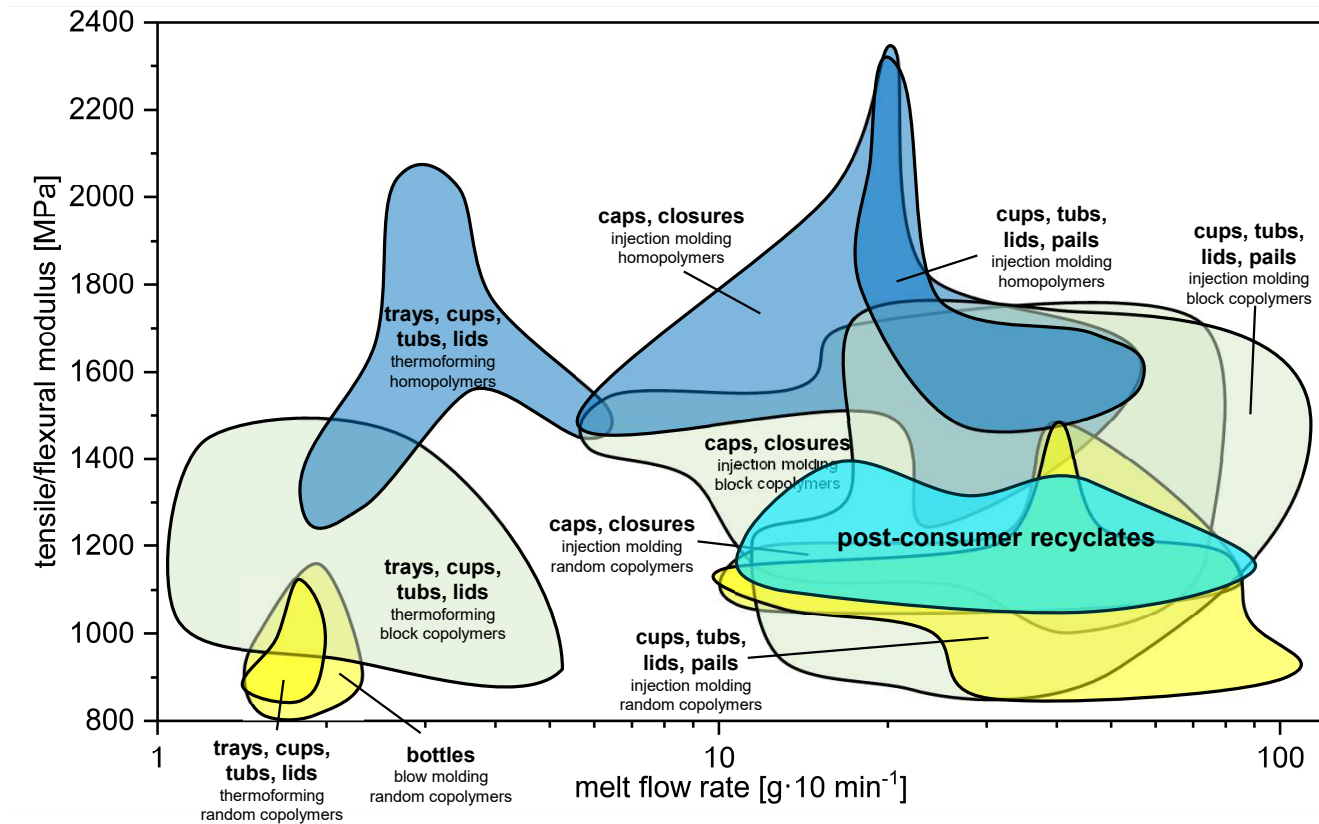 2400
2200
2000
1800
1600
1400
1200
1000
800
tensile/flexural modulus [MPa]
caps, closures
injection molding
homopolymers
cups, tubs,
lids, pails
injection molding
homopolymers
cups, tubs,
lids, pails
injection molding
block copolymers
trays, cups,
tubs, lids
thermoforming
homopolymers
caps, closures
injection molding
block copolymers
caps, closures
injection molding
random copolymers
post-consumer recyclates
trays, cups,
tubs, lids
thermoforming
block copolymers
cups, tubs,
lids, pails
injection molding
random copolymers
1
10
100
trays, cups,
tubs, lids
thermoforming
random copolymers
bottles
blow molding
random copolymers
melt flow rate [g·10 min⁻¹]